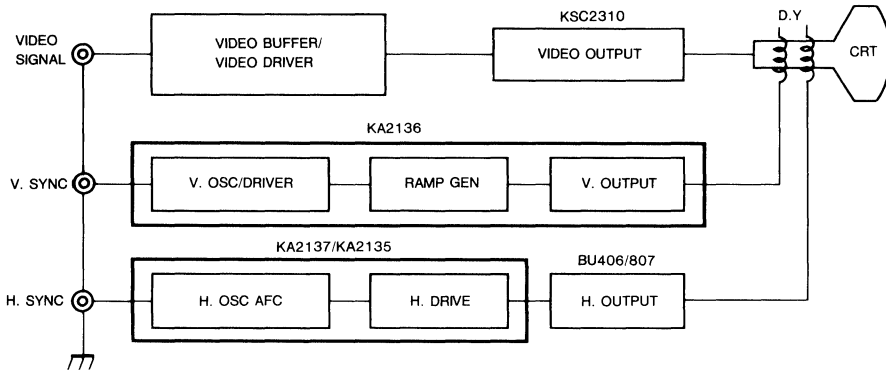 KSC2310
D.Y
VIDEO
SIGNAL
VIDEO BUFFER/
VIDEO DRIVER
VIDEO OUTPUT
CRT
KA2136
V. SYNC
V. OSC/DRIVER
RAMP GEN
V. OUTPUT
KA2137/KA2135
BU406/807
H. SYNC
H. OSC AFC
H. DRIVE
H. OUTPUT